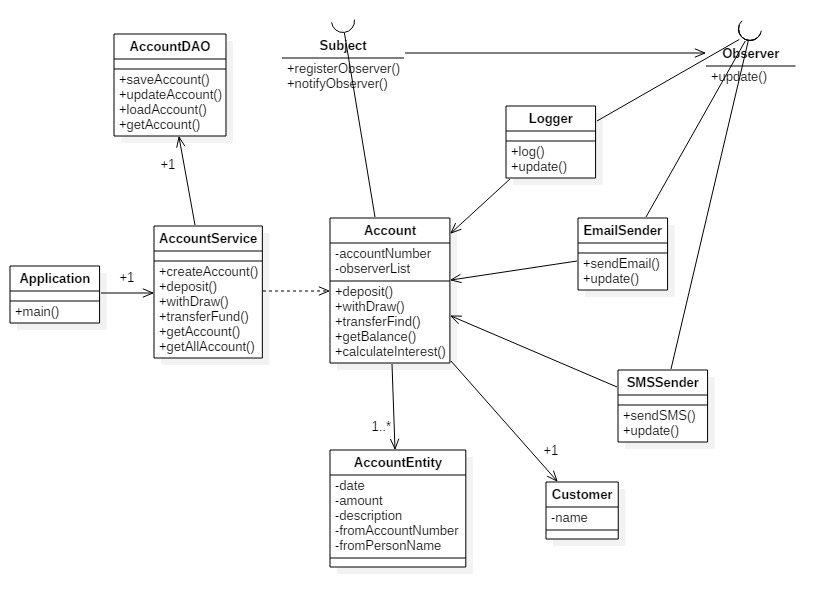 AccountDAO
+saveAccount()
+updateAccount()
+loadAccount()
+getAccount()
Subject
+registerObserver()
+notifyObserver()
Observer
+update()
Logger
+log()
+update()
+1
AccountService
+createAccount()
+deposit()
+withDraw()
+transferFund()
+getAccount()
+getAllAccount()
Account
-accountNumber
-observerList
+deposit()
+withDraw()
+transferFind()
+getBalance()
+calculateInterest()
EmailSender
+sendEmail()
+update()
Application
+main()
+1
SMSSender
+sendSMS()
+update()
1..*
+1
AccountEntity
-date
-amount
-description
-fromAccountNumber
-fromPersonName
Customer
-name